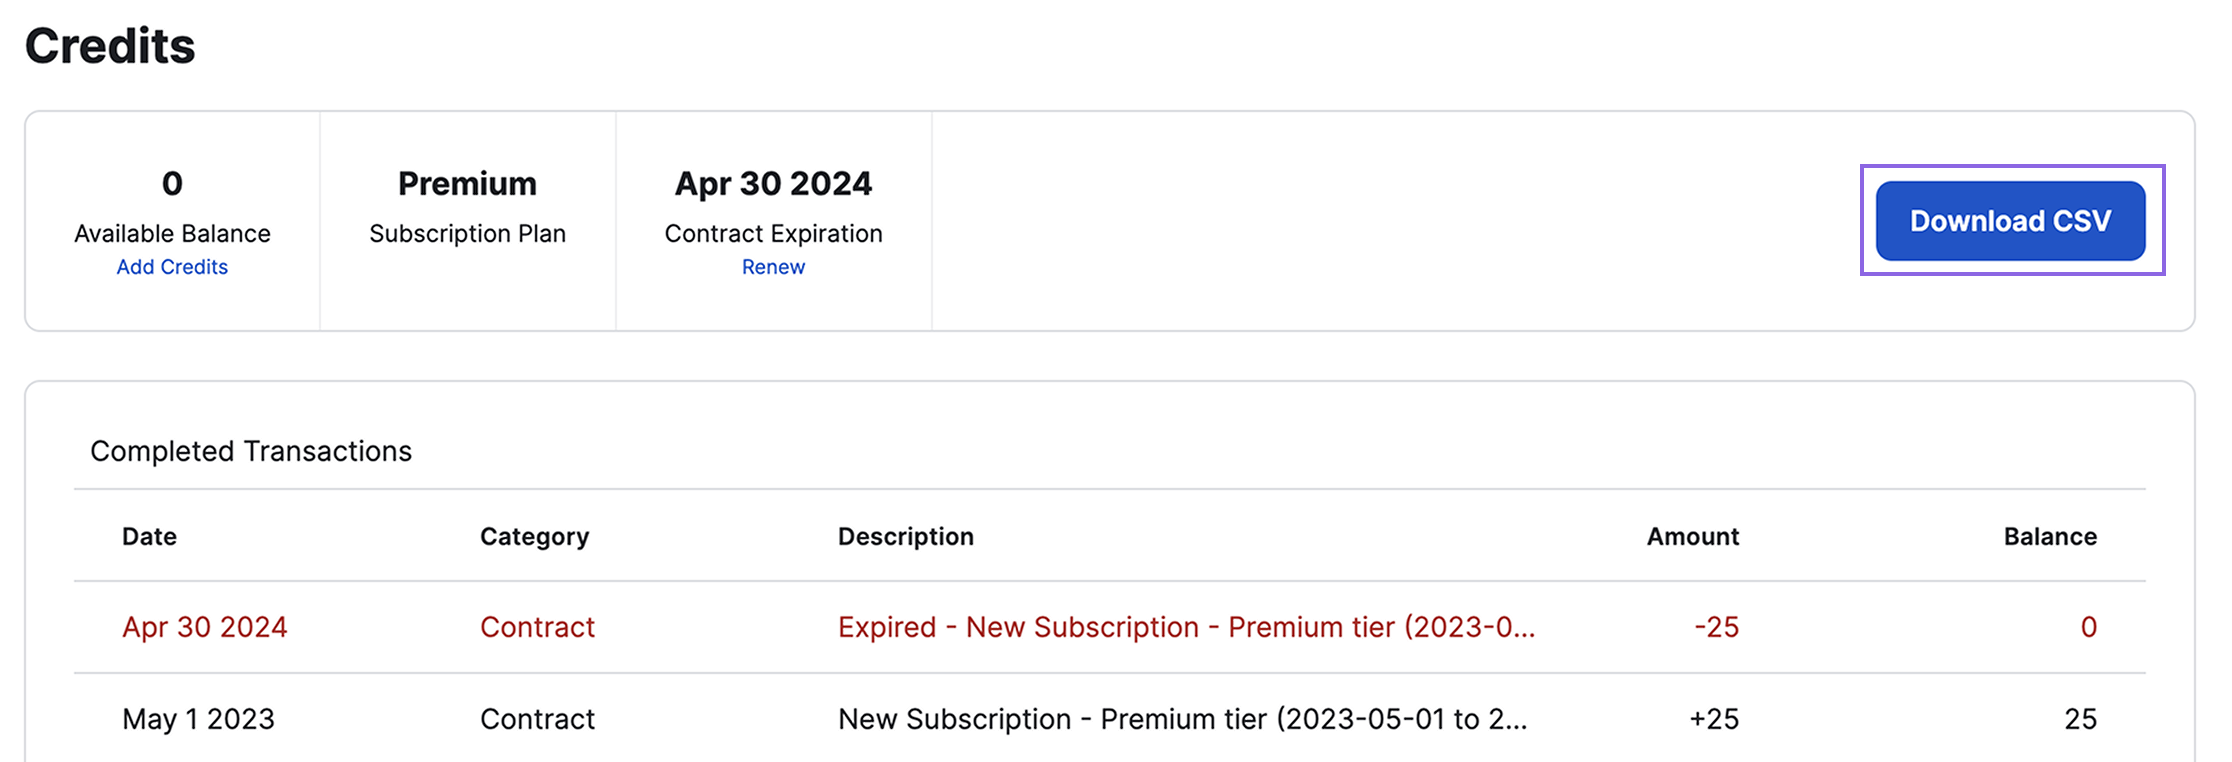 Credits
0
Available Balance
Add Credits
Premium
Subscription Plan
Apr 30 2024
Contract Expiration
Renew
Download CSV
Completed Transactions
Date Category Description Amount Balance
Apr 30 2024 Contract Expired - New Subscription - Premium tier (2023-0... -25 0
May 1 2023 Contract New Subscription - Premium tier (2023-05-01 to 2... +25 25